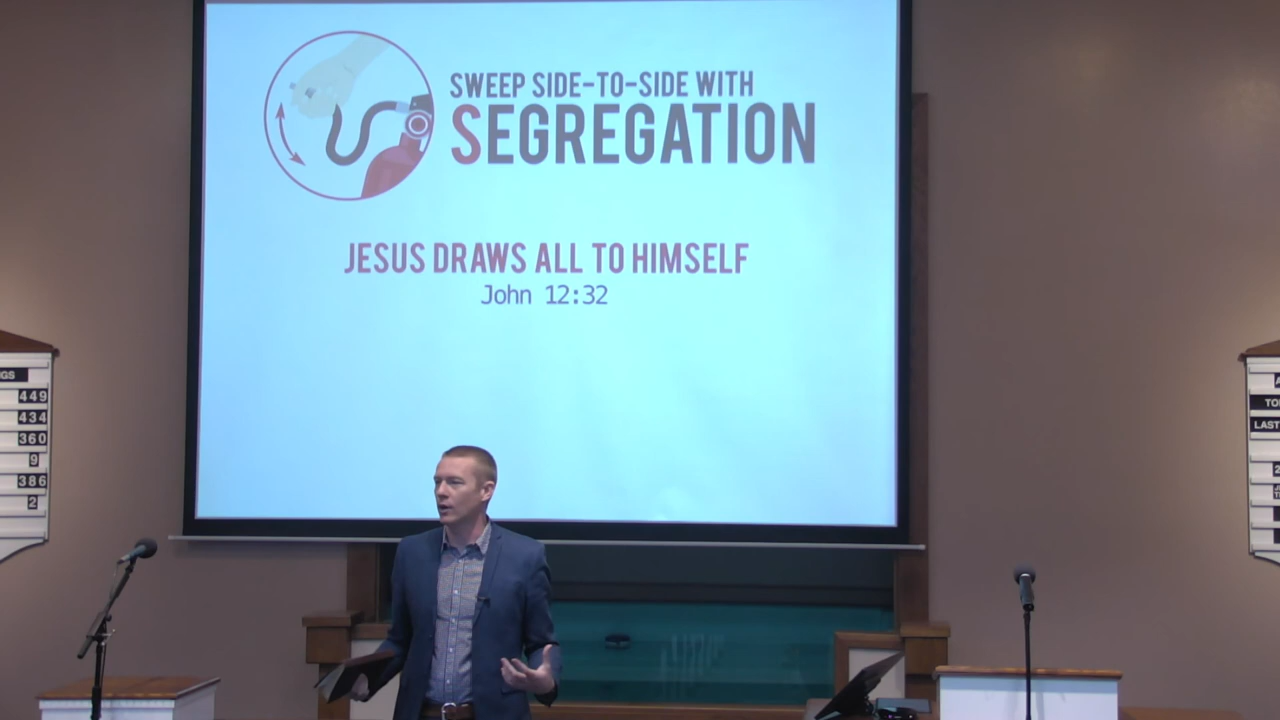 SWEEP SIDE-TO-SIDE WITH
SEGREGATION
JESUS DRAWS ALL TO HIMSELF
John 12:32
449
434
360
9
386
2
LAST